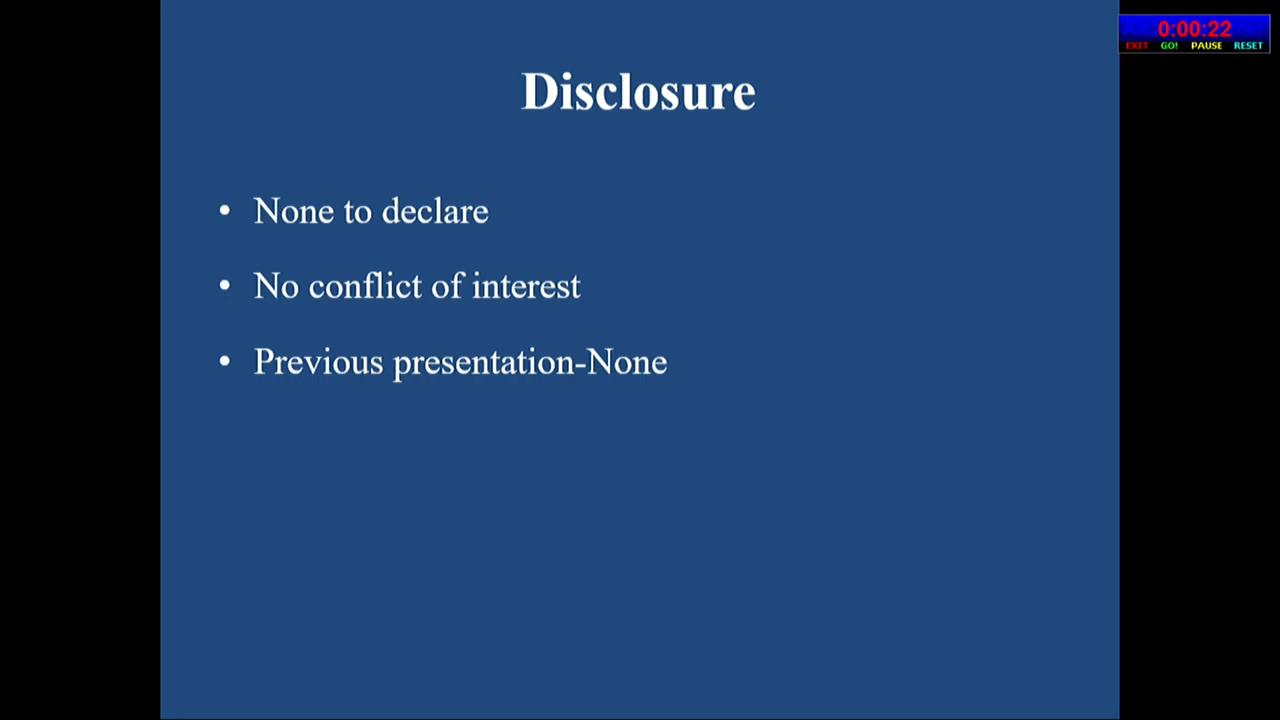 0:00:22
EXIT GO! PAUSE RESET
Disclosure
• None to declare
• No conflict of interest
• Previous presentation-None